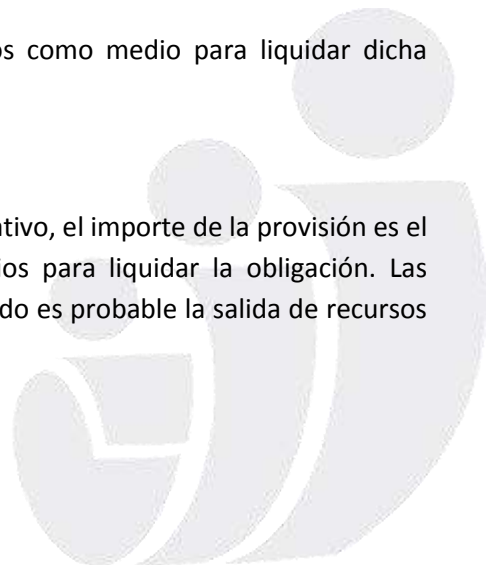 os como medio para liquidar dicha
ativo, el importe de la provisión es el
ios para liquidar la obligación. Las
do es probable la salida de recursos